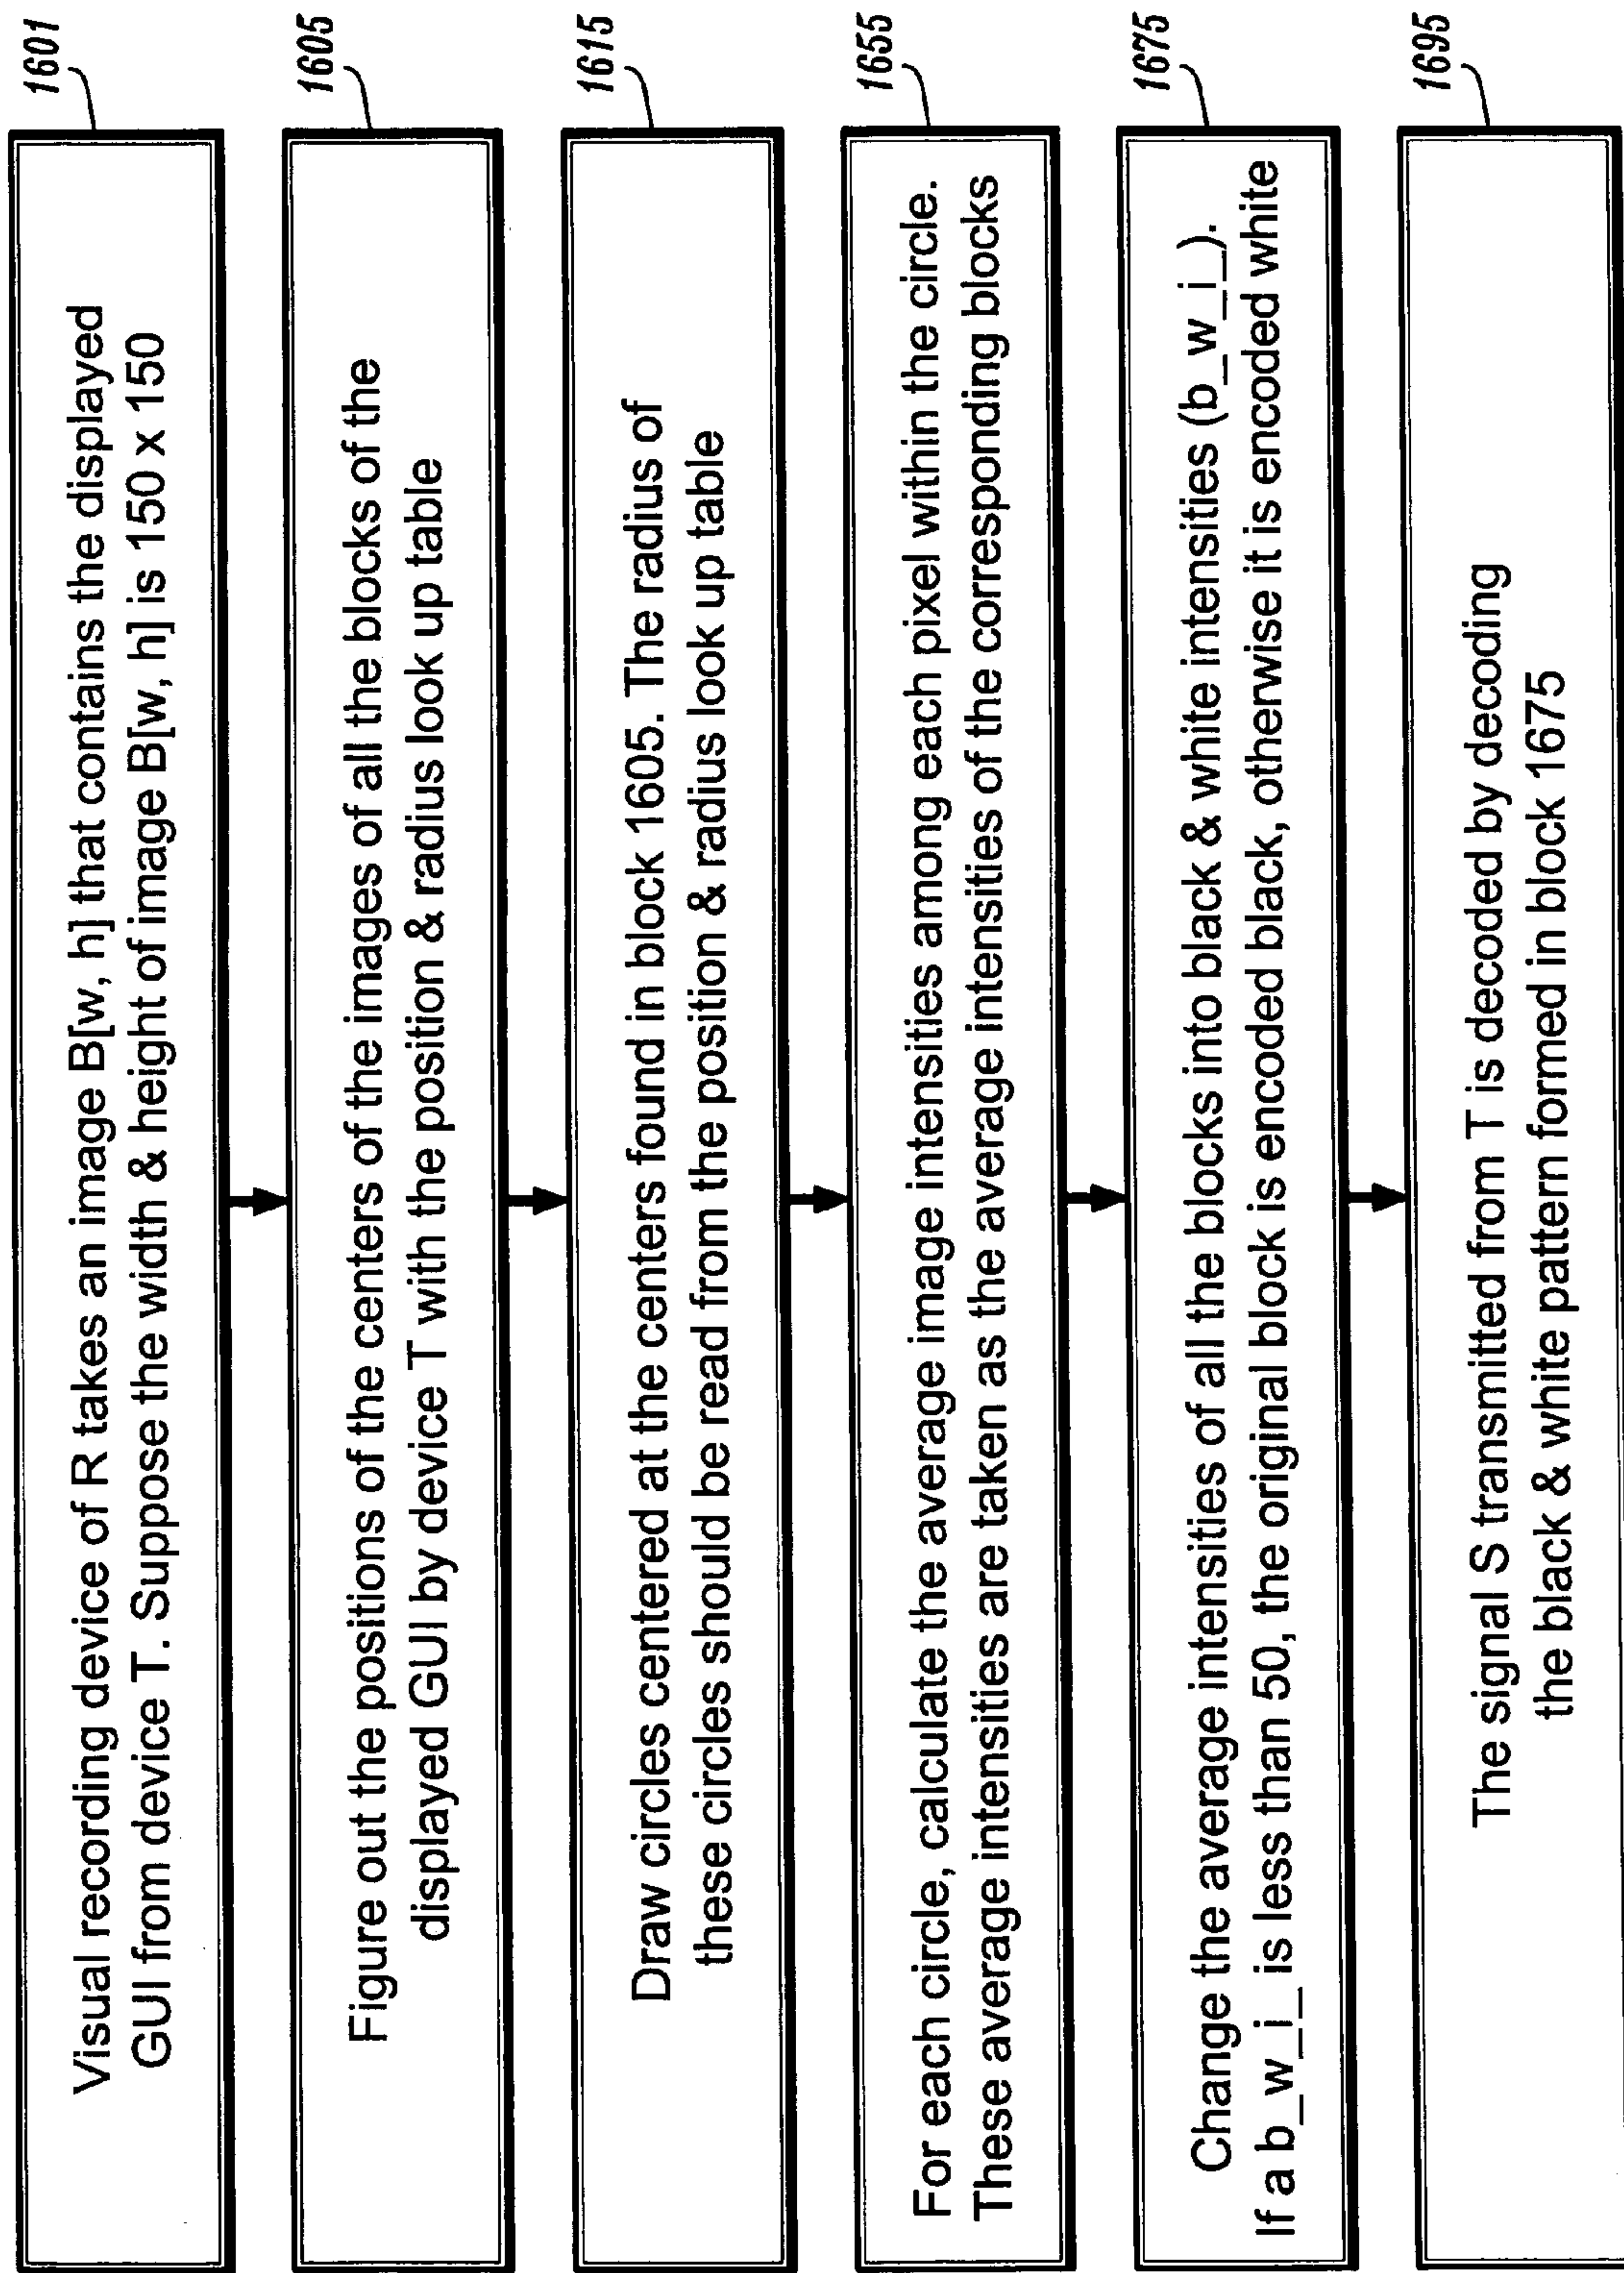 1601
Visual recording device of R takes an image B[w, h] that contains the displayed
GUI from device T. Suppose the width & height of image B[w, h] is 150 x 150
1605
Figure out the positions of the centers of the images of all the blocks of the
displayed GUI by device T with the position & radius look up table
1615
Draw circles centered at the centers found in block 1605. The radius of
these circles should be read from the position & radius look up table
1655
For each circle, calculate the average image intensities among each pixel within the circle.
These average intensities are taken as the average intensities of the corresponding blocks
1675
Change the average intensities of all the blocks into black & white intensities (b_w_i_).
If a b_w_i_ is less than 50, the original block is encoded black, otherwise it is encoded white
1695
The signal S transmitted from T is decoded by decoding
the black & white pattern formed in block 1675